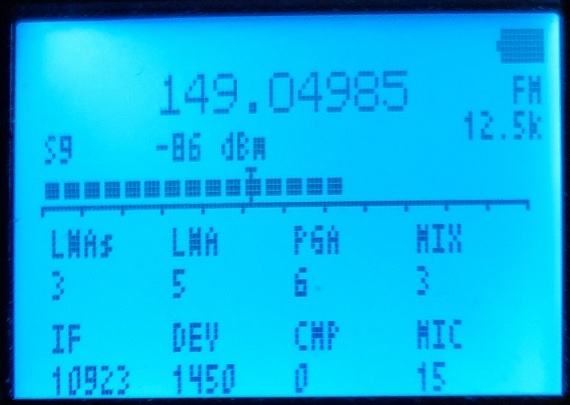 149.04985
FM
12.5k
S9 -86 dBm
LNAs LNA PGA MIX
3 5 6 3
IF DEV CMP MIC
10923 1450 0 15